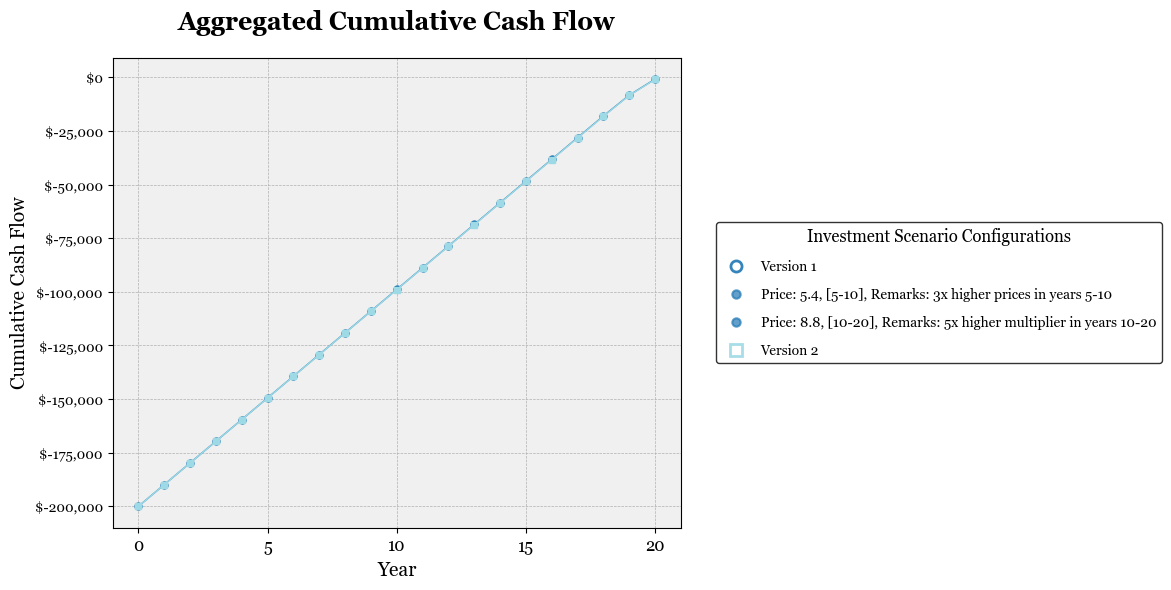 Aggregated Cumulative Cash Flow
Cumulative Cash Flow
$0
$-25,000
$-50,000
$-75,000
$-100,000
$-125,000
$-150,000
$-175,000
$-200,000
0 5 10 15 20
Year
Investment Scenario Configurations
Version 1
Price: 5.4, [5-10], Remarks: 3x higher prices in years 5-10
Price: 8.8, [10-20], Remarks: 5x higher multiplier in years 10-20
Version 2